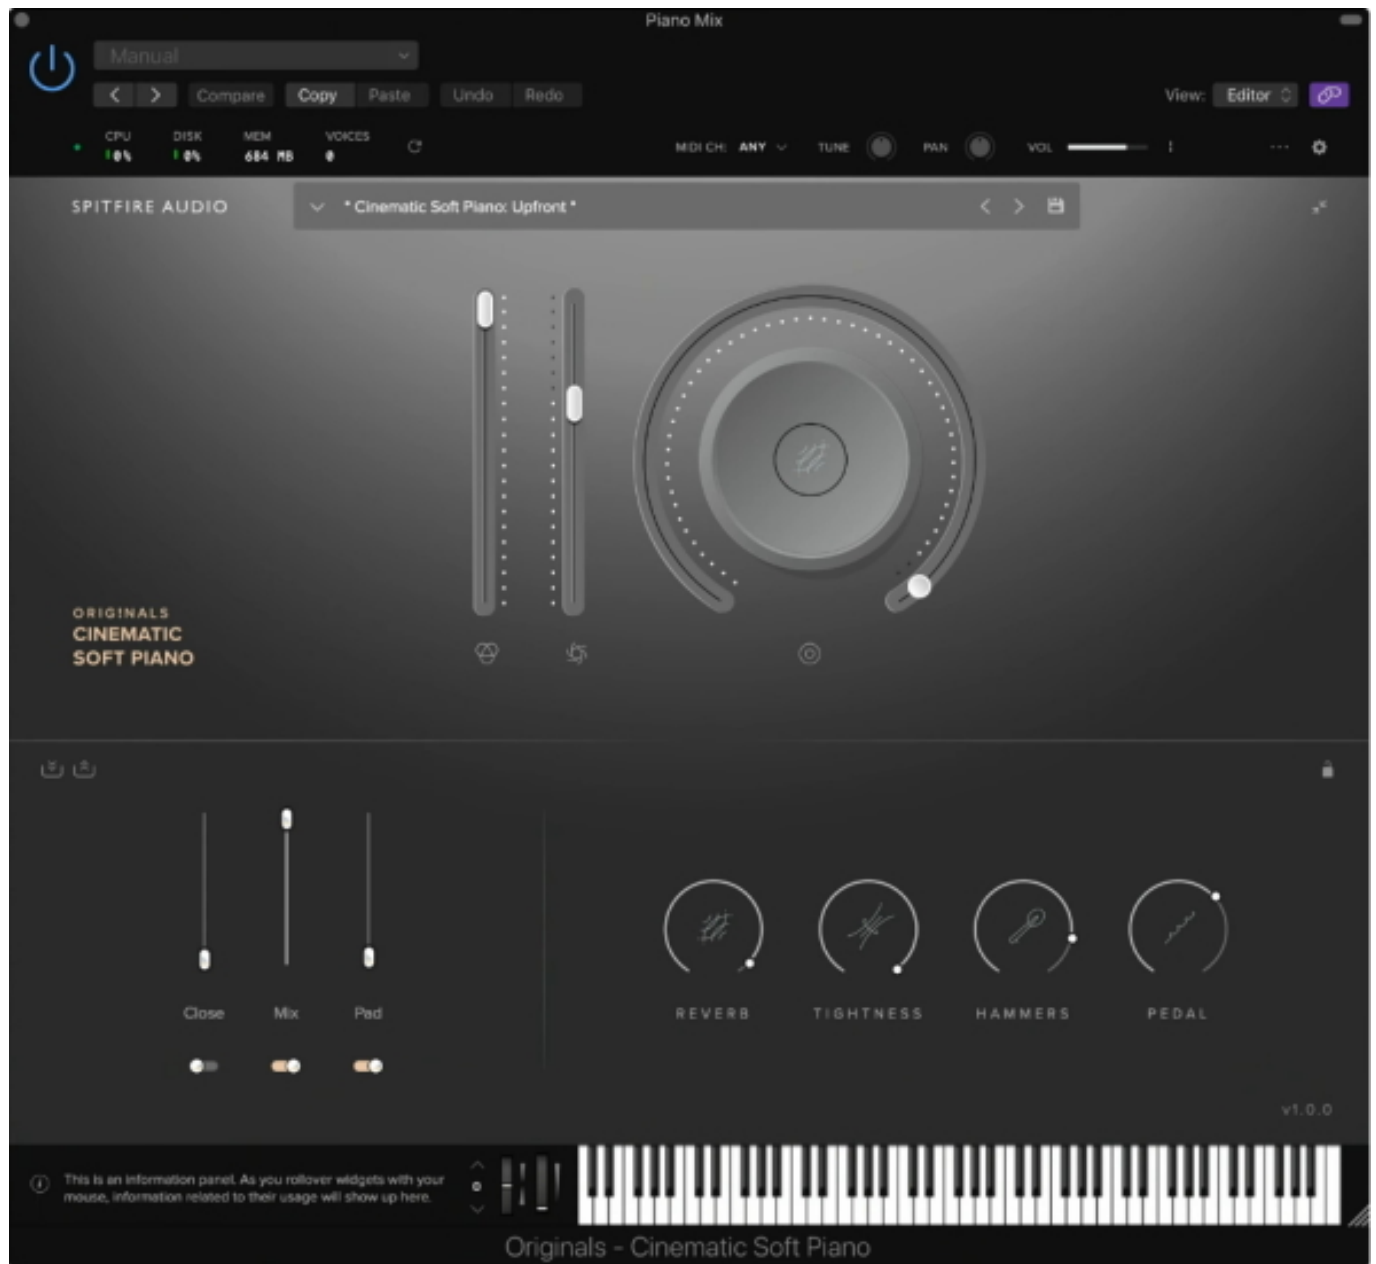 Piano Mix
Manual
Compare Copy Paste Undo Redo View: Editor
CPU DISK MEM VOICES
0% 0% 684 MB 0
MIDI CH: ANY TUNE PAN VOL
SPITFIRE AUDIO
* Cinematic Soft Piano: Upfront *
ORIGINALS
CINEMATIC
SOFT PIANO
Close Mix Pad
REVERB TIGHTNESS HAMMERS PEDAL
v1.0.0
This is an information panel. As you rollover widgets with your
mouse, information related to their usage will show up here.
Originals - Cinematic Soft Piano